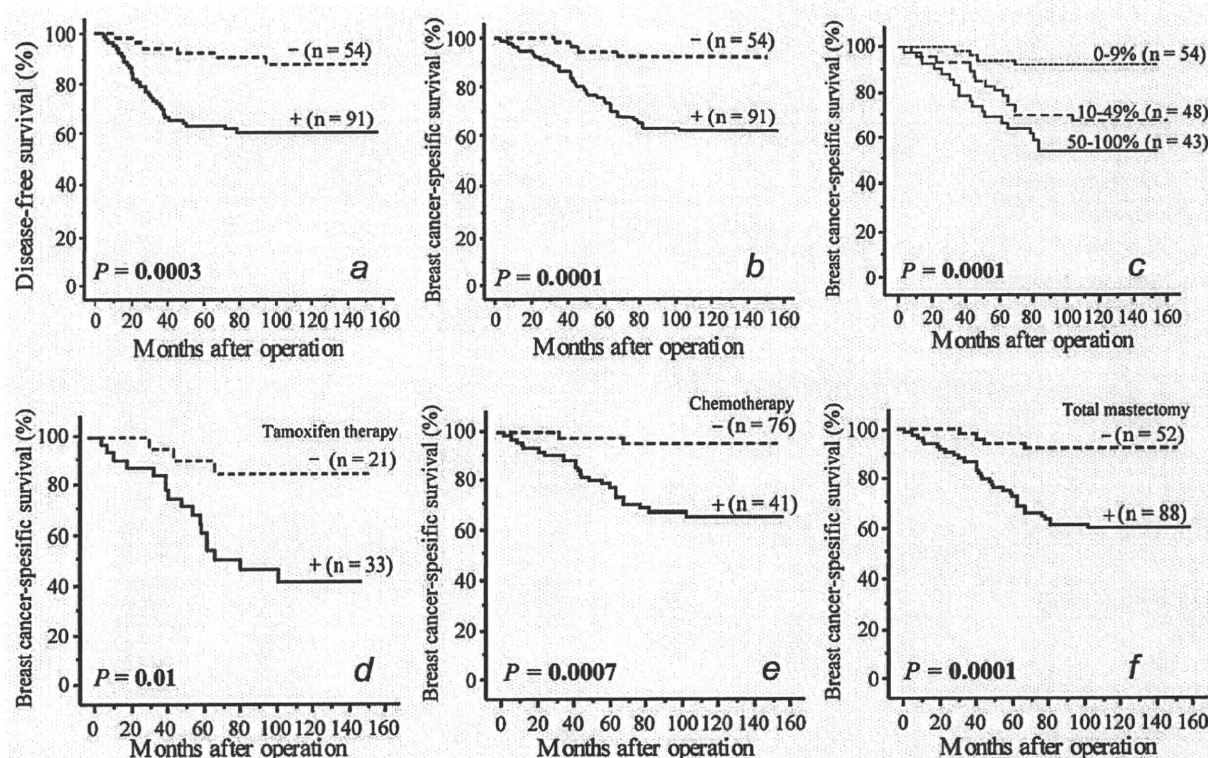 Disease-free survival (%)
100
80
60
40
20
0
− (n = 54)
+ (n = 91)
P = 0.0003
a
0 20 40 60 80 100 120 140 160
Months after operation
Breast cancer-spesific survival (%)
100
80
60
40
20
0
− (n = 54)
+ (n = 91)
P = 0.0001
b
0 20 40 60 80 100 120 140 160
Months after operation
Breast cancer-spesific survival (%)
100
80
60
40
20
0
0-9% (n = 54)
10-49% (n = 48)
50-100% (n = 43)
P = 0.0001
c
0 20 40 60 80 100 120 140 160
Months after operation
Breast cancer-spesific survival (%)
100
80
60
40
20
0
Tamoxifen therapy
− (n = 21)
+ (n = 33)
P = 0.01
d
0 20 40 60 80 100 120 140 160
Months after operation
Breast cancer-spesific survival (%)
100
80
60
40
20
0
Chemotherapy
− (n = 76)
+ (n = 41)
P = 0.0007
e
0 20 40 60 80 100 120 140 160
Months after operation
Breast cancer-spesific survival (%)
100
80
60
40
20
0
Total mastectomy
− (n = 52)
+ (n = 88)
P = 0.0001
f
0 20 40 60 80 100 120 140 160
Months after operation